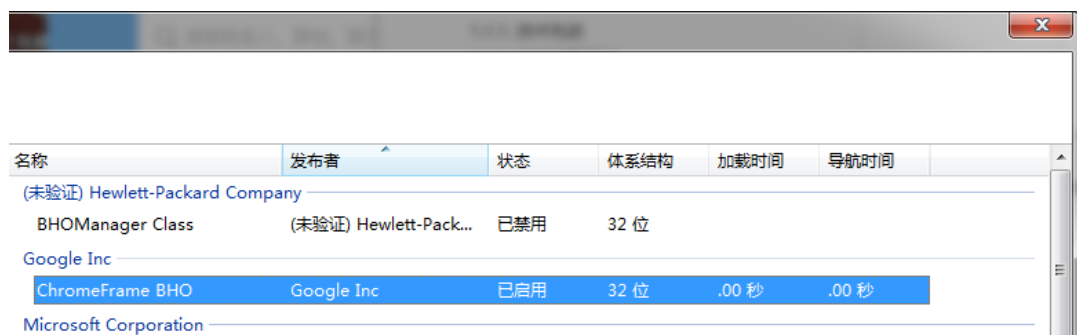 名称 发布者 状态 体系结构 加载时间 导航时间
(未验证) Hewlett-Packard Company
BHOManager Class (未验证) Hewlett-Pack... 已禁用 32 位
Google Inc
ChromeFrame BHO Google Inc 已启用 32 位 .00 秒 .00 秒
Microsoft Corporation